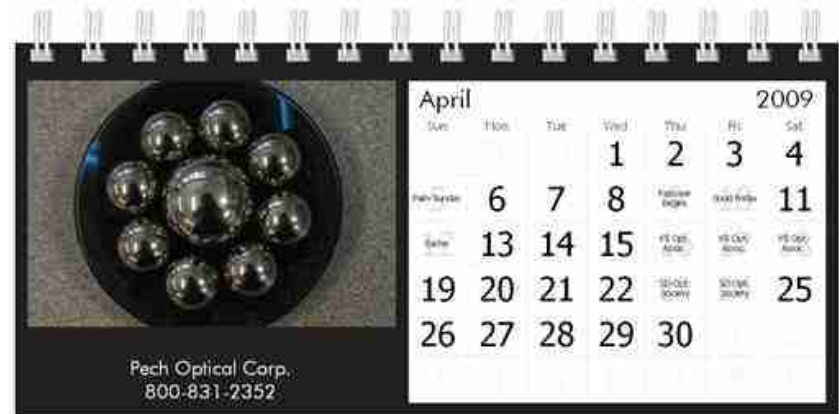 April 2009
Sun Mon Tue Wed Thu Fri Sat
1 2 3 4
Palm Sunday 6 7 8 Passover Begins Good Friday 11
Easter 13 14 15
19 20 21 22 25
26 27 28 29 30
Pech Optical Corp.
800-831-2352